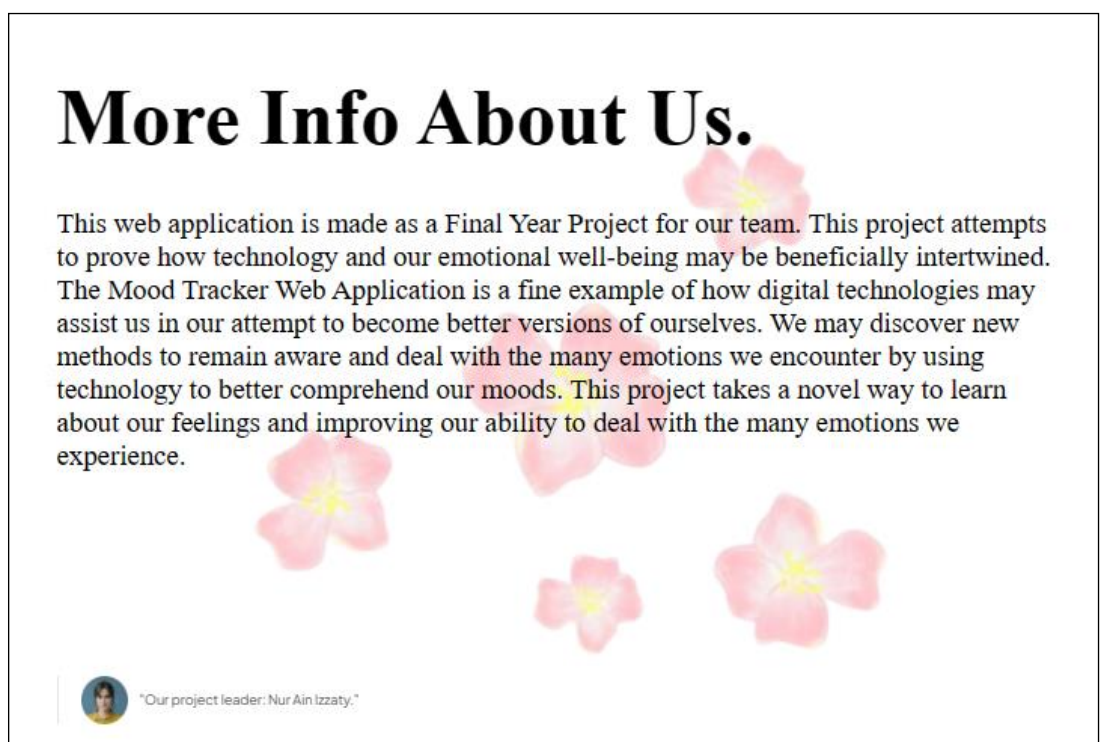 More Info About Us.
This web application is made as a Final Year Project for our team. This project attempts
to prove how technology and our emotional well-being may be beneficially intertwined.
The Mood Tracker Web Application is a fine example of how digital technologies may
assist us in our attempt to become better versions of ourselves. We may discover new
methods to remain aware and deal with the many emotions we encounter by using
technology to better comprehend our moods. This project takes a novel way to learn
about our feelings and improving our ability to deal with the many emotions we
experience.
"Our project leader: Nur Ain Izzaty."